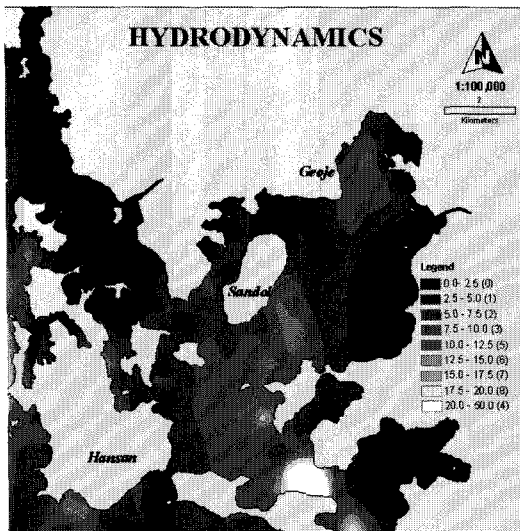 HYDRODYNAMICS
N
1:100,000
2
Kilometers
Geoje
Sandal
Hansan
Legend
0.0- 2.5 (0)
2.5 - 5.0 (1)
5.0 - 7.5 (2)
7.5 - 10.0 (3)
10.0 - 12.5 (5)
12.5 - 15.0 (6)
15.0 - 17.5 (7)
17.5 - 20.0 (8)
20.0 - 50.0 (4)